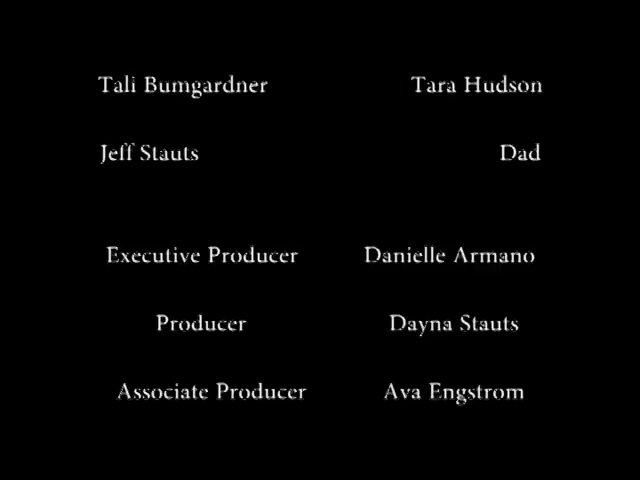 Tali Bumgardner Tara Hudson
Jeff Stauts Dad
Executive Producer Danielle Armano
Producer Dayna Stauts
Associate Producer Ava Engstrom